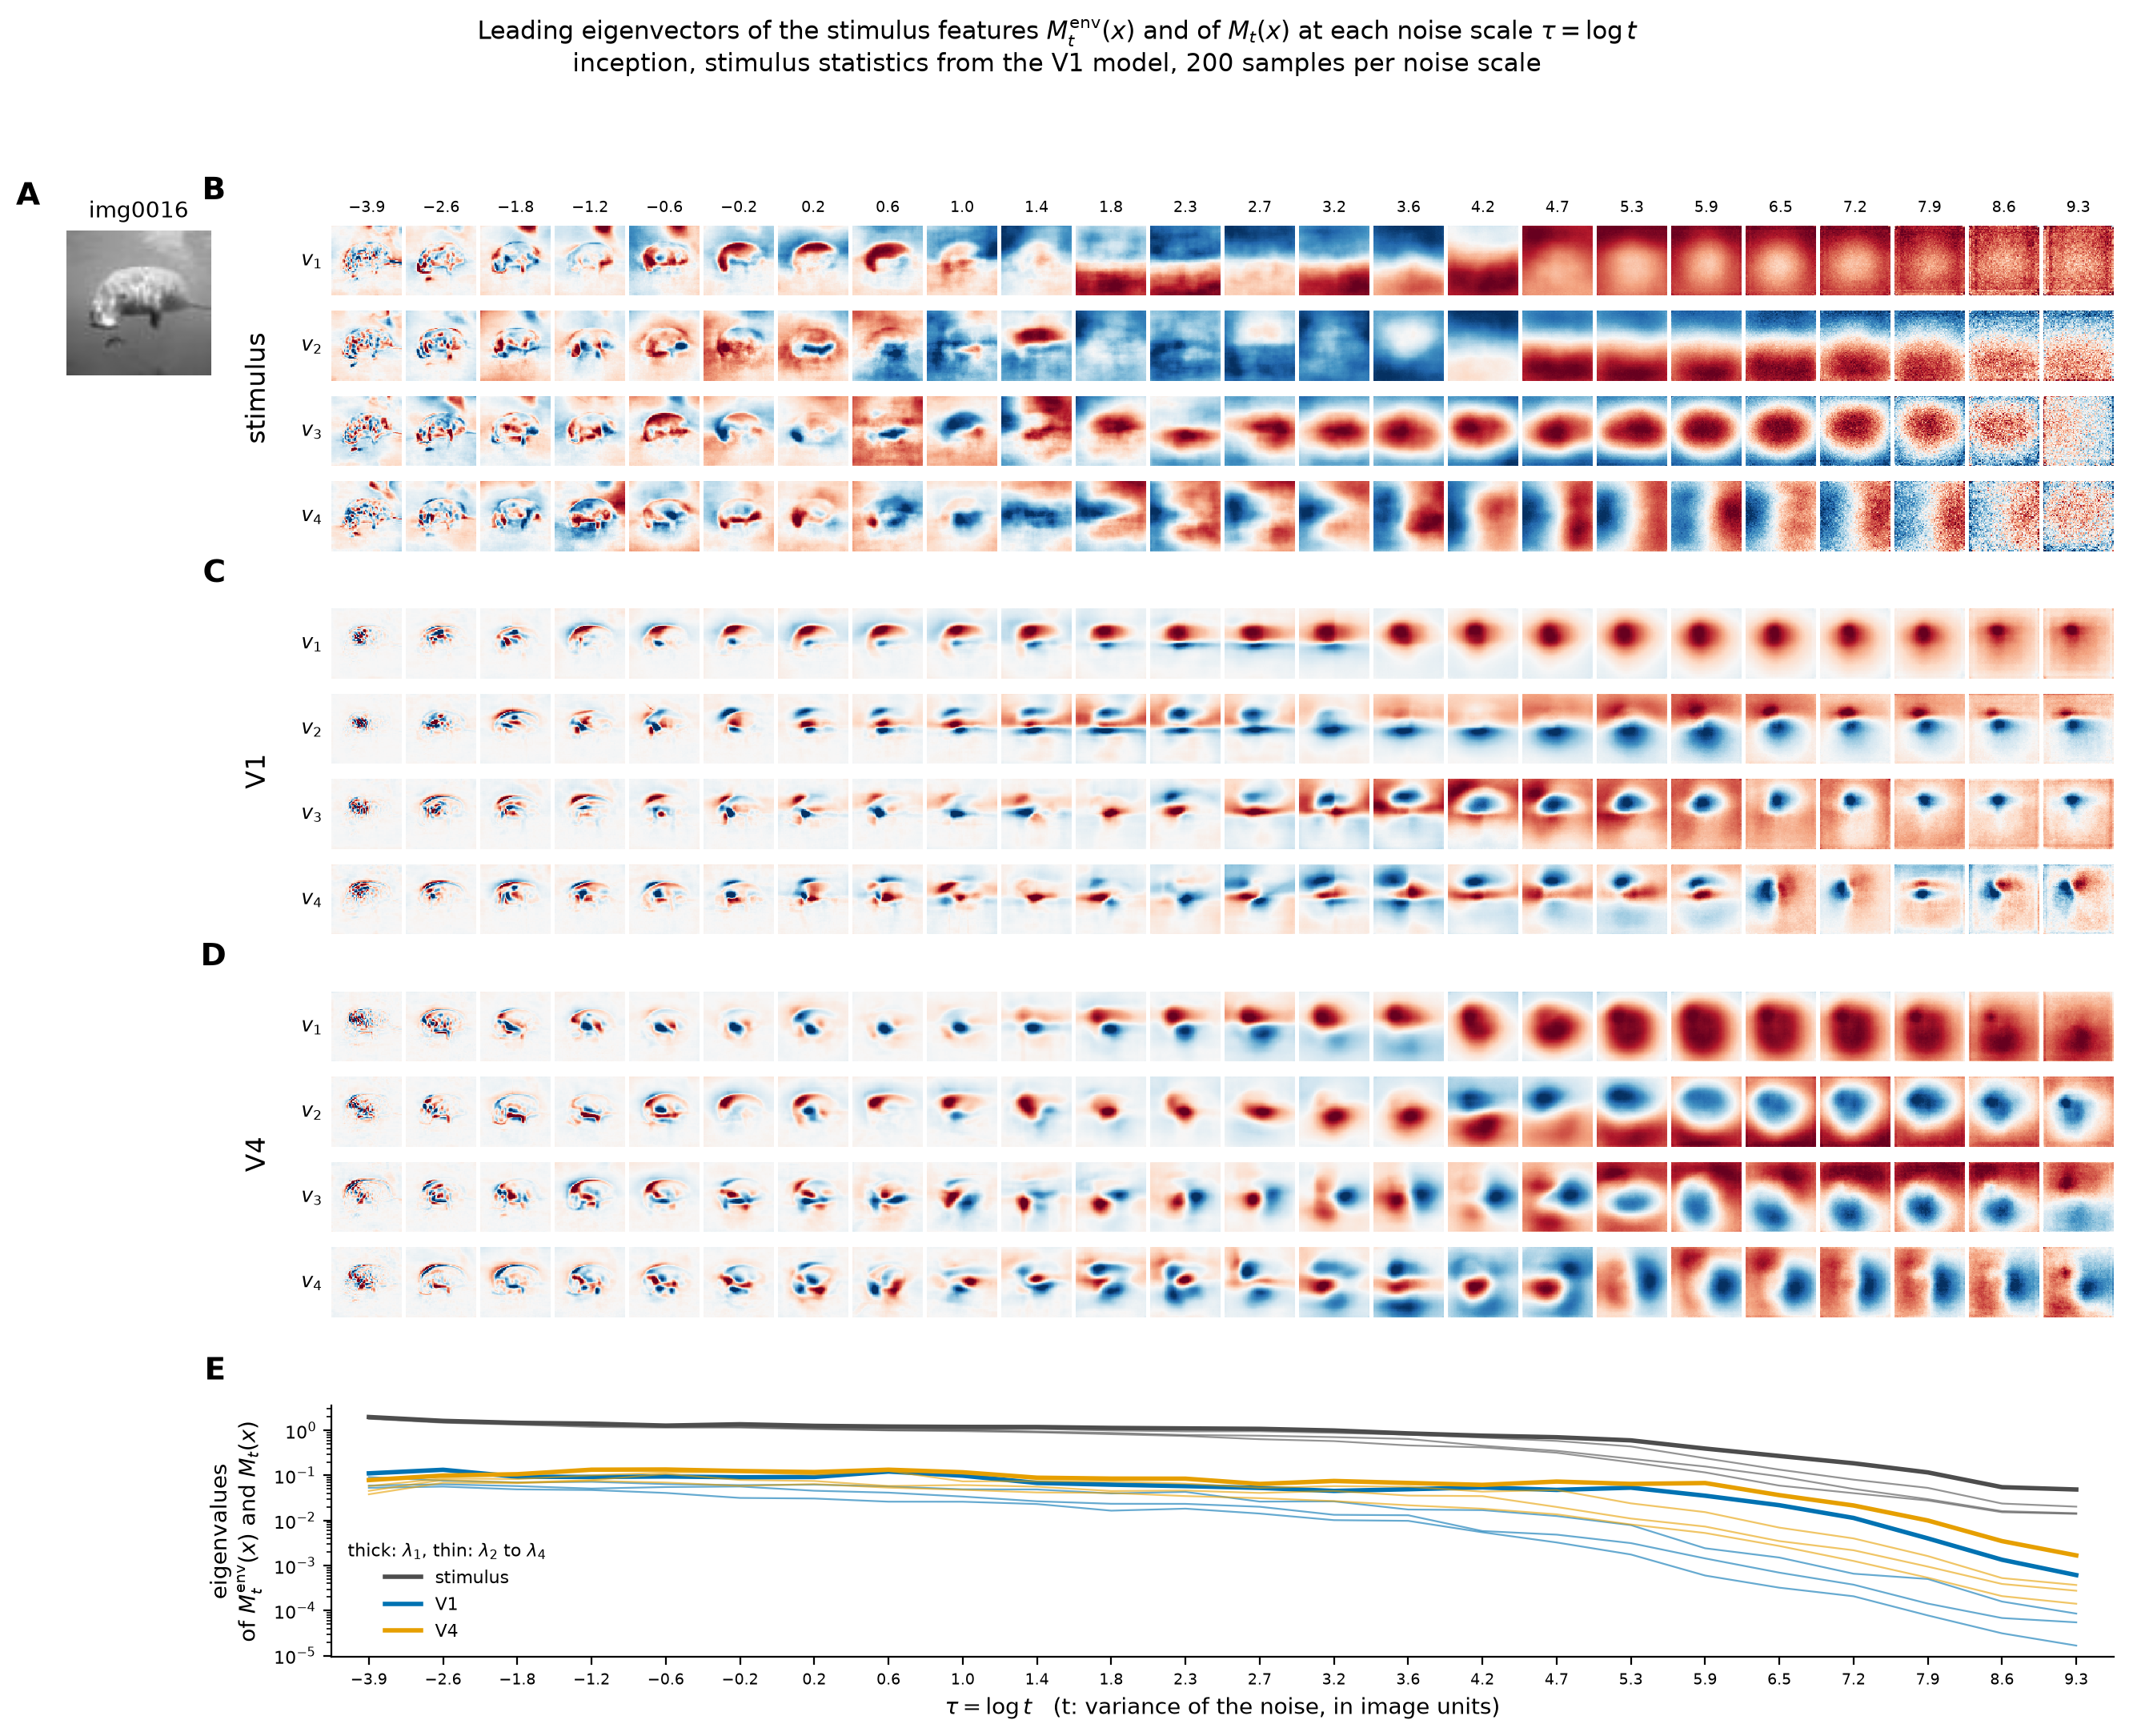 Leading eigenvectors of the stimulus features $M_t^{\mathrm{env}}(x)$ and of $M_t(x)$ at each noise scale $\tau = \log t$
inception, stimulus statistics from the V1 model, 200 samples per noise scale
A
img0016
B
−3.9 −2.6 −1.8 −1.2 −0.6 −0.2 0.2 0.6 1.0 1.4 1.8 2.3 2.7 3.2 3.6 4.2 4.7 5.3 5.9 6.5 7.2 7.9 8.6 9.3
stimulus
$v_1$
$v_2$
$v_3$
$v_4$
C
V1
$v_1$
$v_2$
$v_3$
$v_4$
D
V4
$v_1$
$v_2$
$v_3$
$v_4$
E
eigenvalues
of $M_t^{\mathrm{env}}(x)$ and $M_t(x)$
$10^0$
$10^{-1}$
$10^{-2}$
$10^{-3}$
$10^{-4}$
$10^{-5}$
thick: $\lambda_1$, thin: $\lambda_2$ to $\lambda_4$
stimulus
V1
V4
−3.9 −2.6 −1.8 −1.2 −0.6 −0.2 0.2 0.6 1.0 1.4 1.8 2.3 2.7 3.2 3.6 4.2 4.7 5.3 5.9 6.5 7.2 7.9 8.6 9.3
$\tau = \log t$ (t: variance of the noise, in image units)